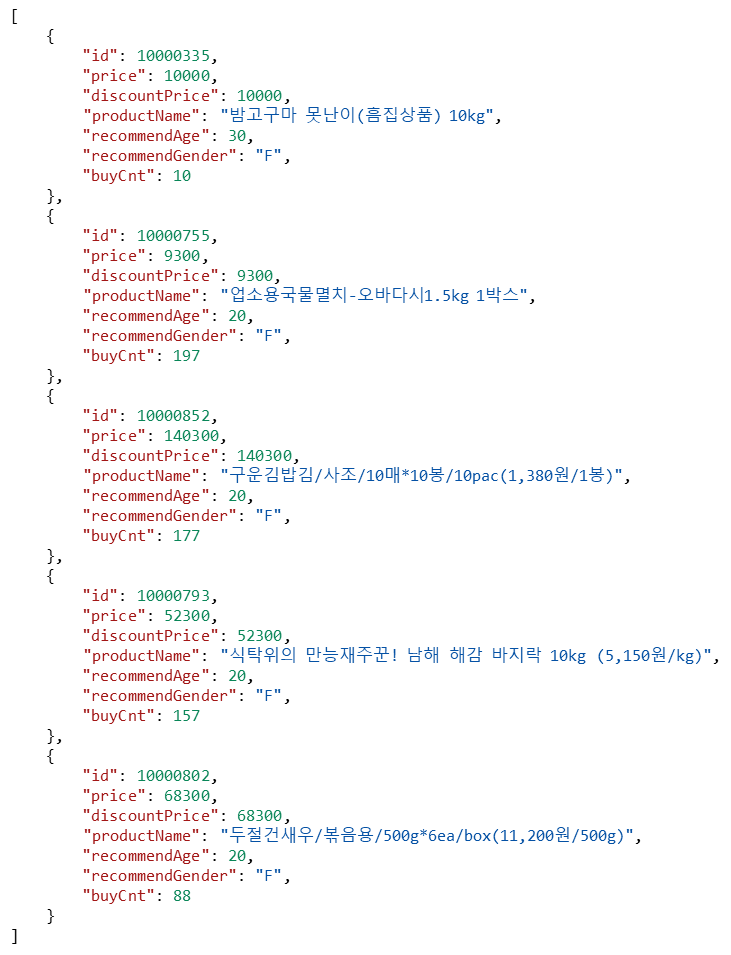 [
    {
        "id": 10000335,
        "price": 10000,
        "discountPrice": 10000,
        "productName": "밤고구마 못난이(흠집상품) 10kg",
        "recommendAge": 30,
        "recommendGender": "F",
        "buyCnt": 10
    },
    {
        "id": 10000755,
        "price": 9300,
        "discountPrice": 9300,
        "productName": "업소용국물멸치-오바다시1.5kg 1박스",
        "recommendAge": 20,
        "recommendGender": "F",
        "buyCnt": 197
    },
    {
        "id": 10000852,
        "price": 140300,
        "discountPrice": 140300,
        "productName": "구운김밥김/사조/10매*10봉/10pac(1,380원/1봉)",
        "recommendAge": 20,
        "recommendGender": "F",
        "buyCnt": 177
    },
    {
        "id": 10000793,
        "price": 52300,
        "discountPrice": 52300,
        "productName": "식탁위의 만능재주꾼! 남해 해감 바지락 10kg (5,150원/kg)",
        "recommendAge": 20,
        "recommendGender": "F",
        "buyCnt": 157
    },
    {
        "id": 10000802,
        "price": 68300,
        "discountPrice": 68300,
        "productName": "두절건새우/볶음용/500g*6ea/box(11,200원/500g)",
        "recommendAge": 20,
        "recommendGender": "F",
        "buyCnt": 88
    }
]